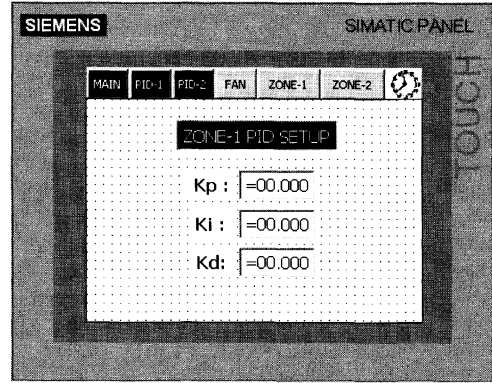 SIEMENS
SIMATIC PANEL
TOUCH
MAIN PID-1 PID-2 FAN ZONE-1 ZONE-2
ZONE-1 PID SETUP
Kp : =00.000
Ki : =00.000
Kd: =00.000